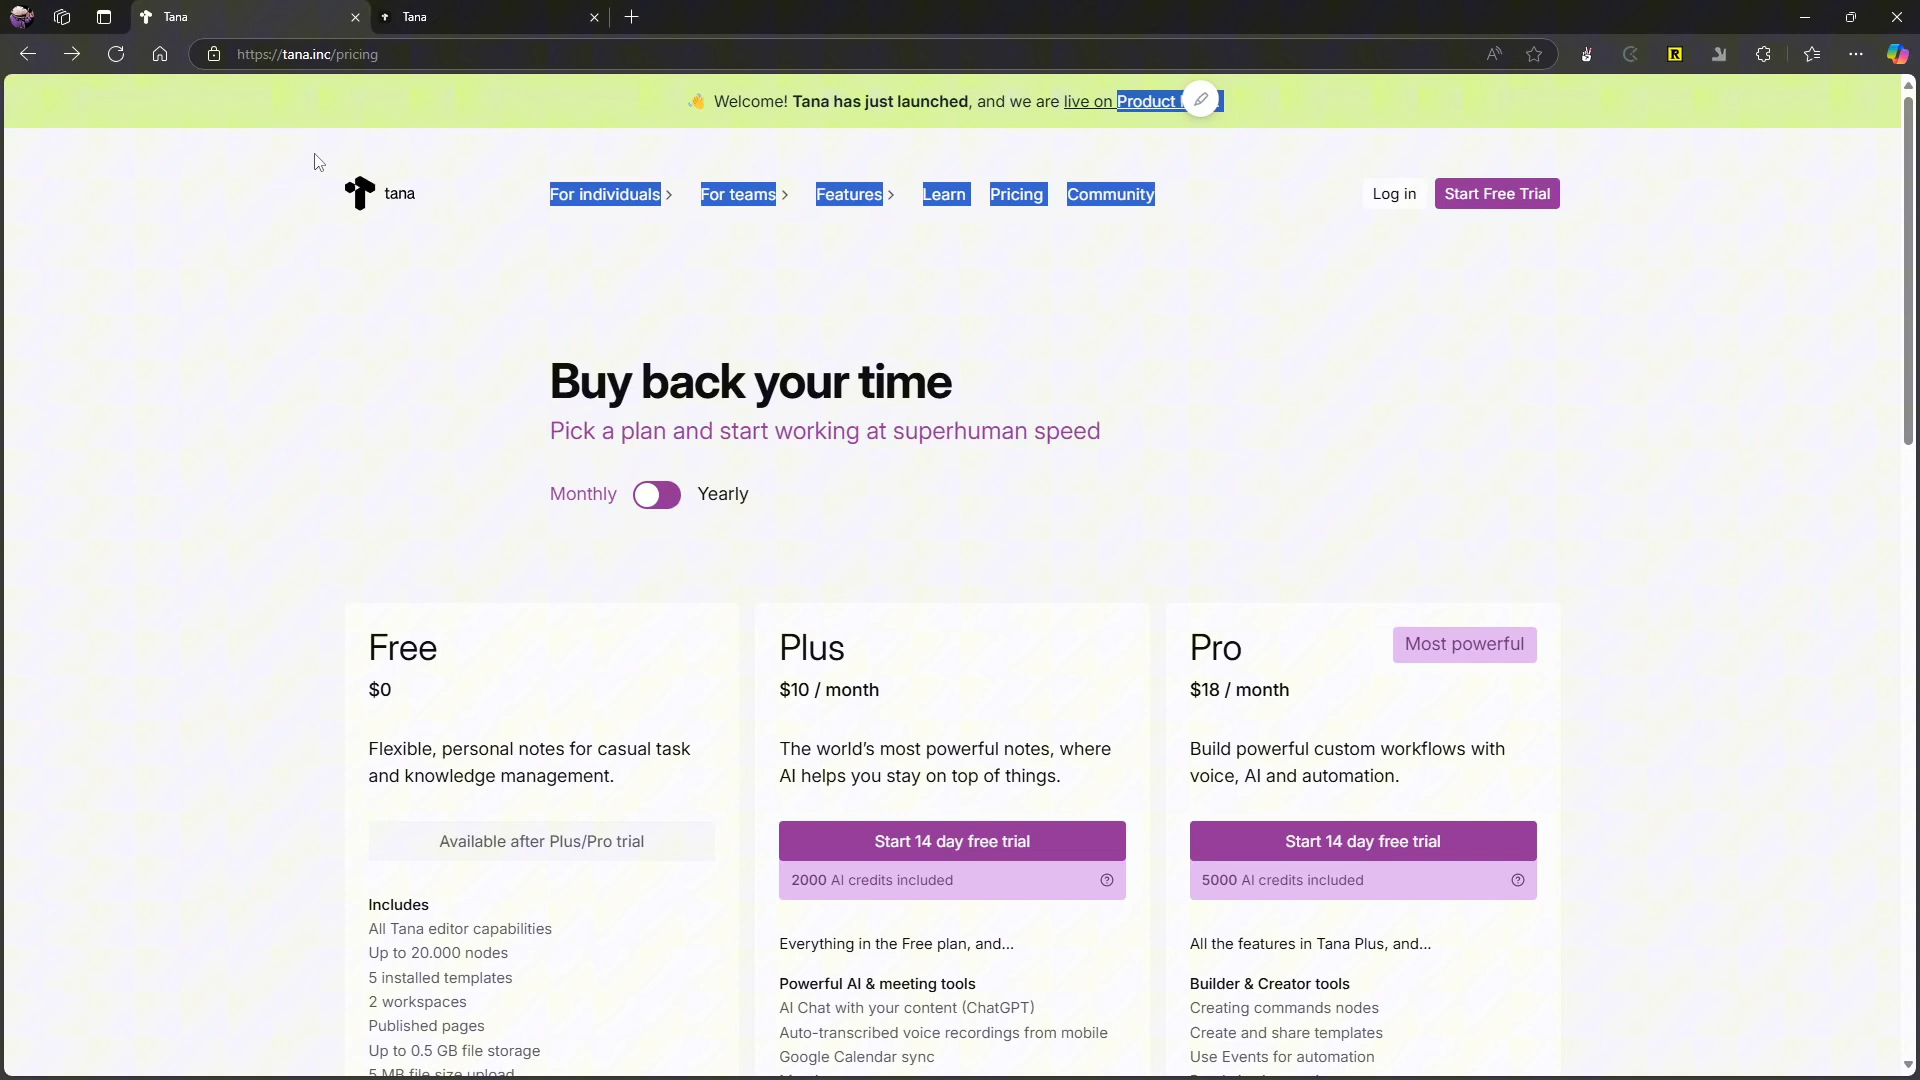 Tana
Tana
https://tana.inc/pricing
👋 Welcome! Tana has just launched, and we are live on Product
tana
For individuals
For teams
Features
Learn
Pricing
Community
Log in
Start Free Trial
Buy back your time
Pick a plan and start working at superhuman speed
Monthly
Yearly
Free
$0
Flexible, personal notes for casual task
and knowledge management.
Available after Plus/Pro trial
Includes
All Tana editor capabilities
Up to 20.000 nodes
5 installed templates
2 workspaces
Published pages
Up to 0.5 GB file storage
5 MB file size upload
Plus
$10 / month
The world's most powerful notes, where
AI helps you stay on top of things.
Start 14 day free trial
2000 AI credits included
Everything in the Free plan, and...
Powerful AI & meeting tools
AI Chat with your content (ChatGPT)
Auto-transcribed voice recordings from mobile
Google Calendar sync
Pro
Most powerful
$18 / month
Build powerful custom workflows with
voice, AI and automation.
Start 14 day free trial
5000 AI credits included
All the features in Tana Plus, and...
Builder & Creator tools
Creating commands nodes
Create and share templates
Use Events for automation